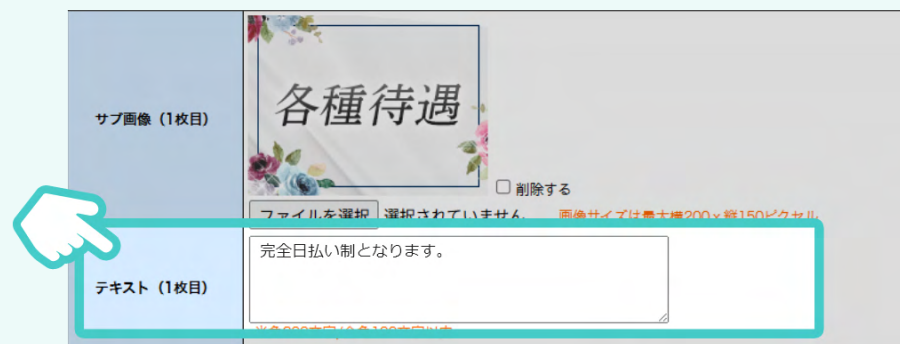 各種待遇
サブ画像（1枚目）
削除する
ファイルを選択 選択されていません 画像サイズは最大横200×縦150ピクセル
完全日払い制となります。
テキスト（1枚目）